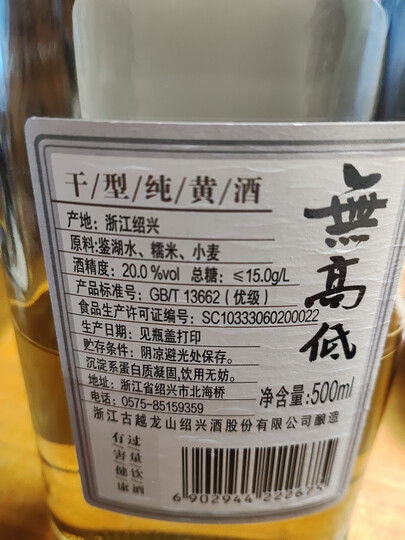 干/型/纯/黄/酒
無高低
产地：浙江绍兴
原料：鉴湖水、糯米、小麦
酒精度：20.0%vol 总糖：≤15.0g/L
产品标准号：GB/T 13662（优级）
食品生产许可证编号：SC10333060200022
生产日期：见瓶盖打印
贮存条件：阴凉避光处保存。
沉淀系蛋白质凝固，饮用无妨。
地址：浙江省绍兴市北海桥
电话：0575-85159359
净含量：500ml
浙江古越龙山绍兴酒股份有限公司酿造
过量饮酒
有害健康
6 902944 22267